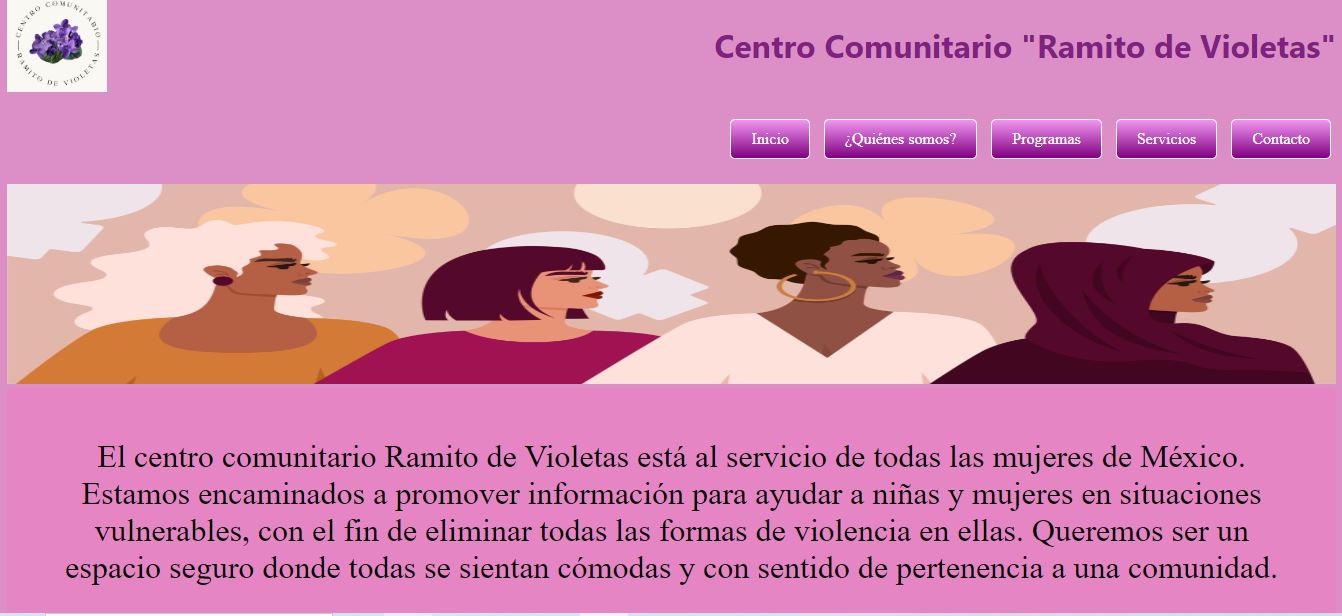 CENTRO COMUNITARIO
RAMITO DE VIOLETAS
Centro Comunitario "Ramito de Violetas"
Inicio
¿Quiénes somos?
Programas
Servicios
Contacto
El centro comunitario Ramito de Violetas está al servicio de todas las mujeres de México.
Estamos encaminados a promover información para ayudar a niñas y mujeres en situaciones
vulnerables, con el fin de eliminar todas las formas de violencia en ellas. Queremos ser un
espacio seguro donde todas se sientan cómodas y con sentido de pertenencia a una comunidad.